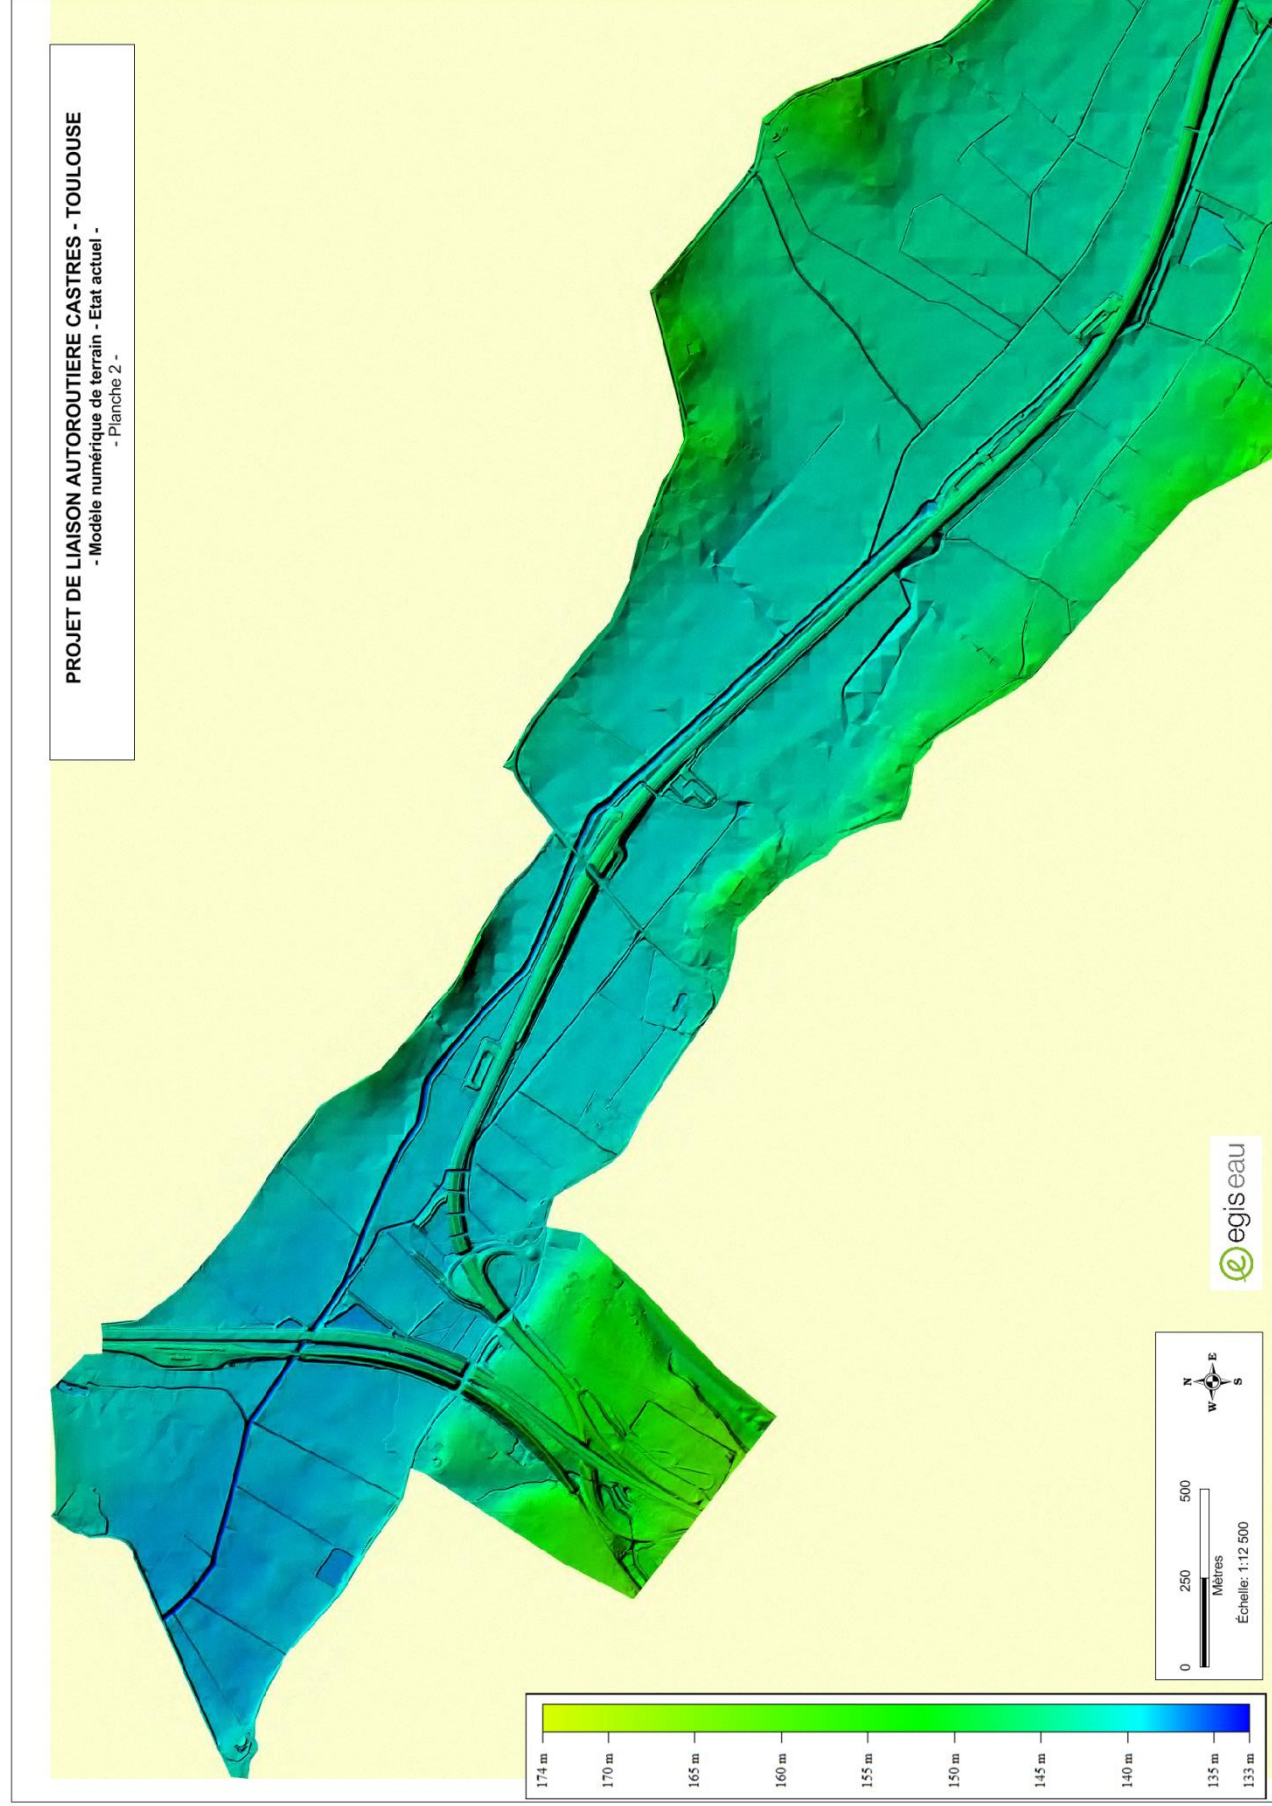 PROJET DE LIAISON AUTOROUTIERE CASTRES - TOULOUSE
- Modèle numérique de terrain - Etat actuel -
- Planche 2 -
174 m
170 m
165 m
160 m
155 m
150 m
145 m
140 m
135 m
133 m
0 250 500
Mètres
Échelle: 1:12 500
N
W E
S
egis eau